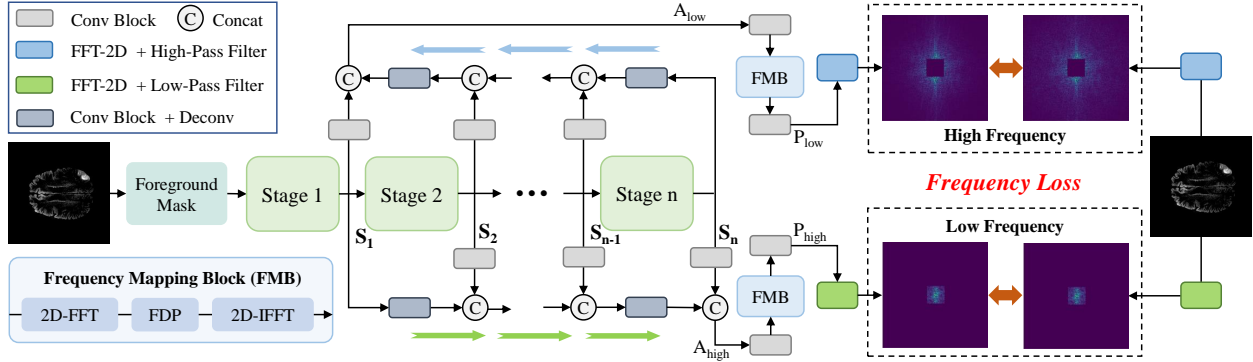 Conv Block
C Concat
FFT-2D + High-Pass Filter
FFT-2D + Low-Pass Filter
Conv Block + Deconv
A_low
C
C
C
FMB
P_low
High Frequency
Foreground
Mask
Stage 1
Stage 2
•••
Stage n
Frequency Loss
S_1
S_2
S_n-1
S_n
P_high
Low Frequency
Frequency Mapping Block (FMB)
2D-FFT
FDP
2D-IFFT
C
C
C
FMB
A_high